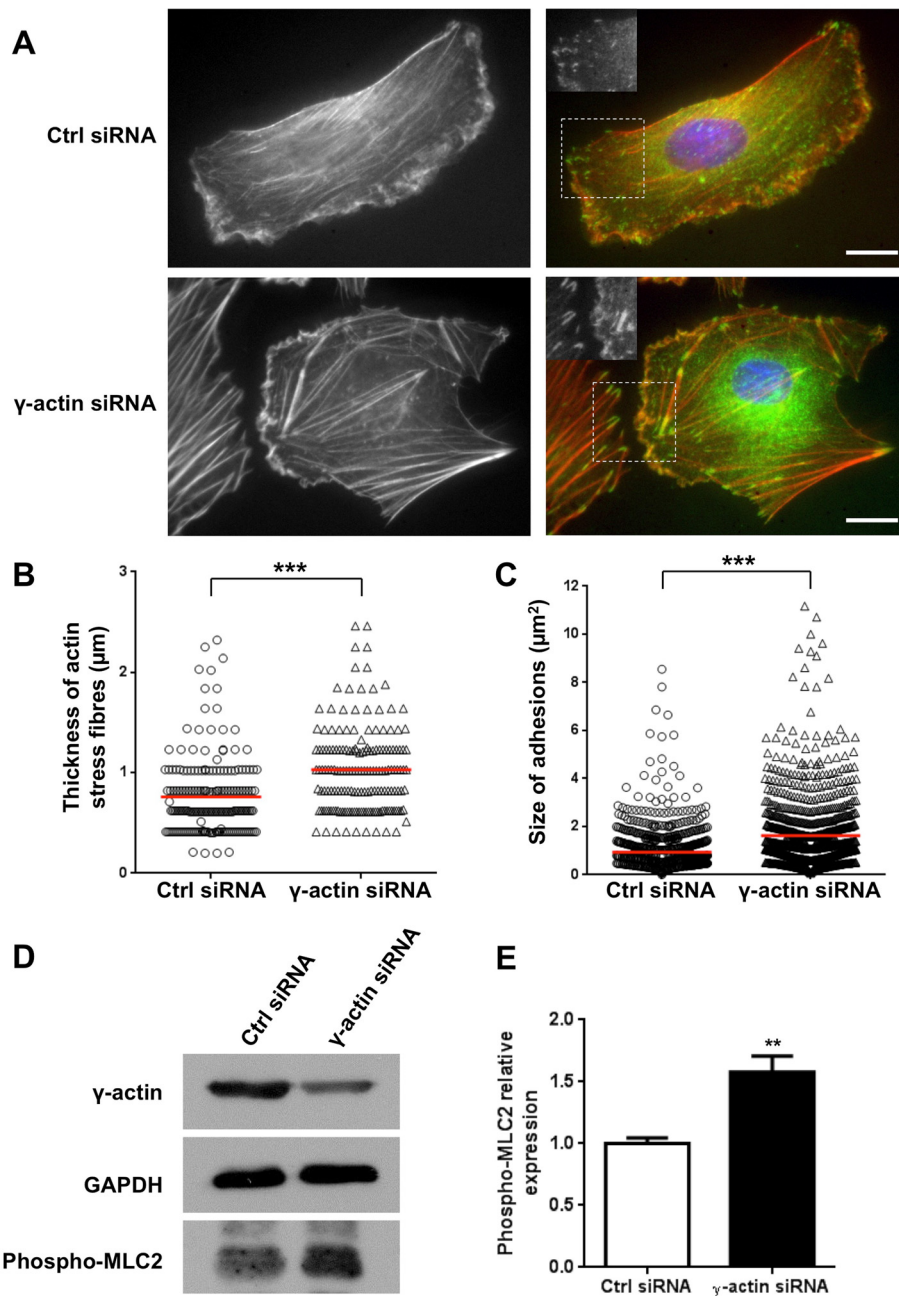 A
Ctrl siRNA
γ-actin siRNA
B
Thickness of actin
stress fibres (μm)
3
2
1
0
***
Ctrl siRNA
γ-actin siRNA
C
Size of adhesions (μm²)
12
10
8
6
4
2
0
***
Ctrl siRNA
γ-actin siRNA
D
Ctrl siRNA
γ-actin siRNA
γ-actin
GAPDH
Phospho-MLC2
E
Phospho-MLC2 relative
expression
2.0
1.5
1.0
0.5
0.0
**
Ctrl siRNA
γ-actin siRNA